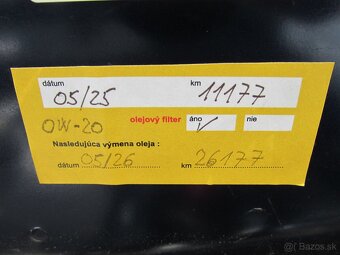 dátum km
05/25 11177
0W-20 olejový filter áno nie
Nasledujúca výmena oleja :
dátum 05/26 km 26177
© Bazos.sk